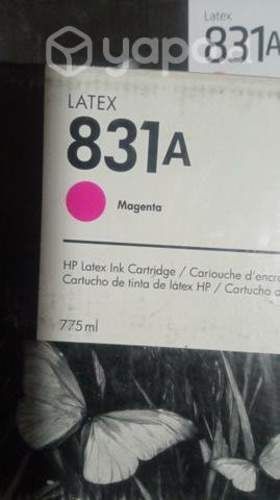 yapo
Latex
831A
LATEX
831A
Magenta
HP Latex Ink Cartridge / Cartouche d'encre
Cartucho de tinta de látex HP / Cartucho d
775 ml